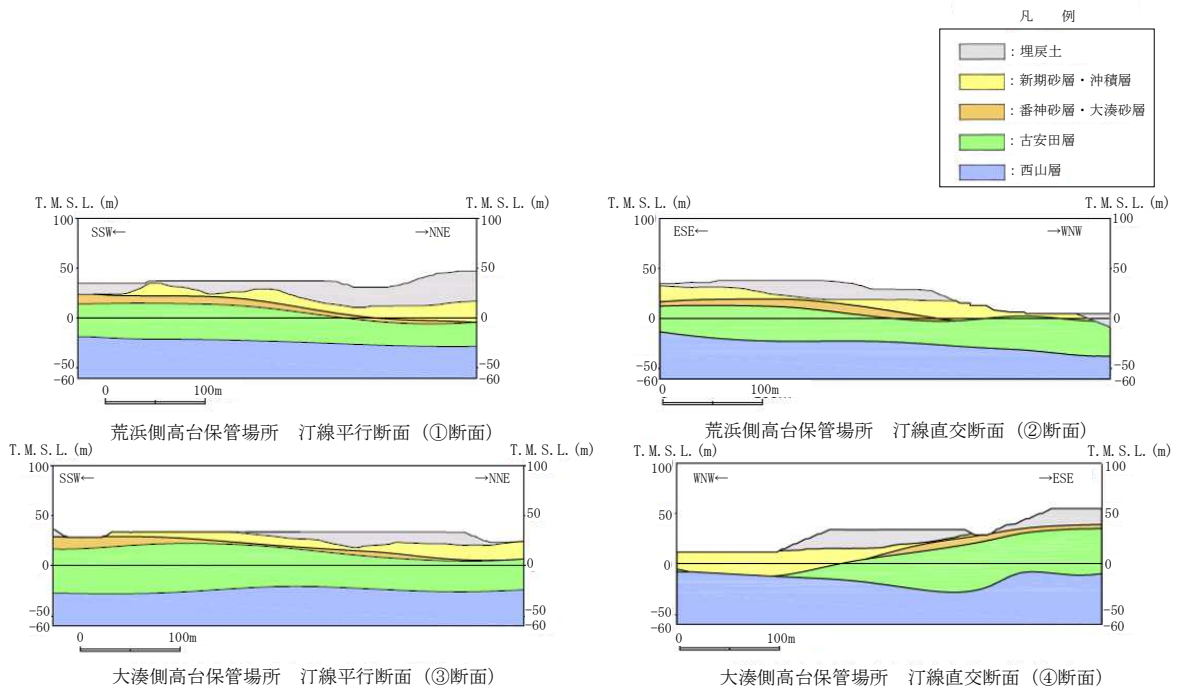 凡　例
：埋戻土
：新期砂層・沖積層
：番神砂層・大湊砂層
：古安田層
：西山層
T.M.S.L.(m) T.M.S.L.(m)
100 100
SSW← →NNE
50 50
0 0
-50 -50
-60 -60
0 100m
荒浜側高台保管場所　汀線平行断面（①断面）
T.M.S.L.(m) T.M.S.L.(m)
100 100
ESE← →WNW
50 50
0 0
-50 -50
-60 -60
0 100m
荒浜側高台保管場所　汀線直交断面（②断面）
T.M.S.L.(m) T.M.S.L.(m)
100 100
SSW← →NNE
50 50
0 0
-50 -50
-60 -60
0 100m
大湊側高台保管場所　汀線平行断面（③断面）
T.M.S.L.(m) T.M.S.L.(m)
100 100
WNW← →ESE
50 50
0 0
-50 -50
-60 -60
0 100m
大湊側高台保管場所　汀線直交断面（④断面）